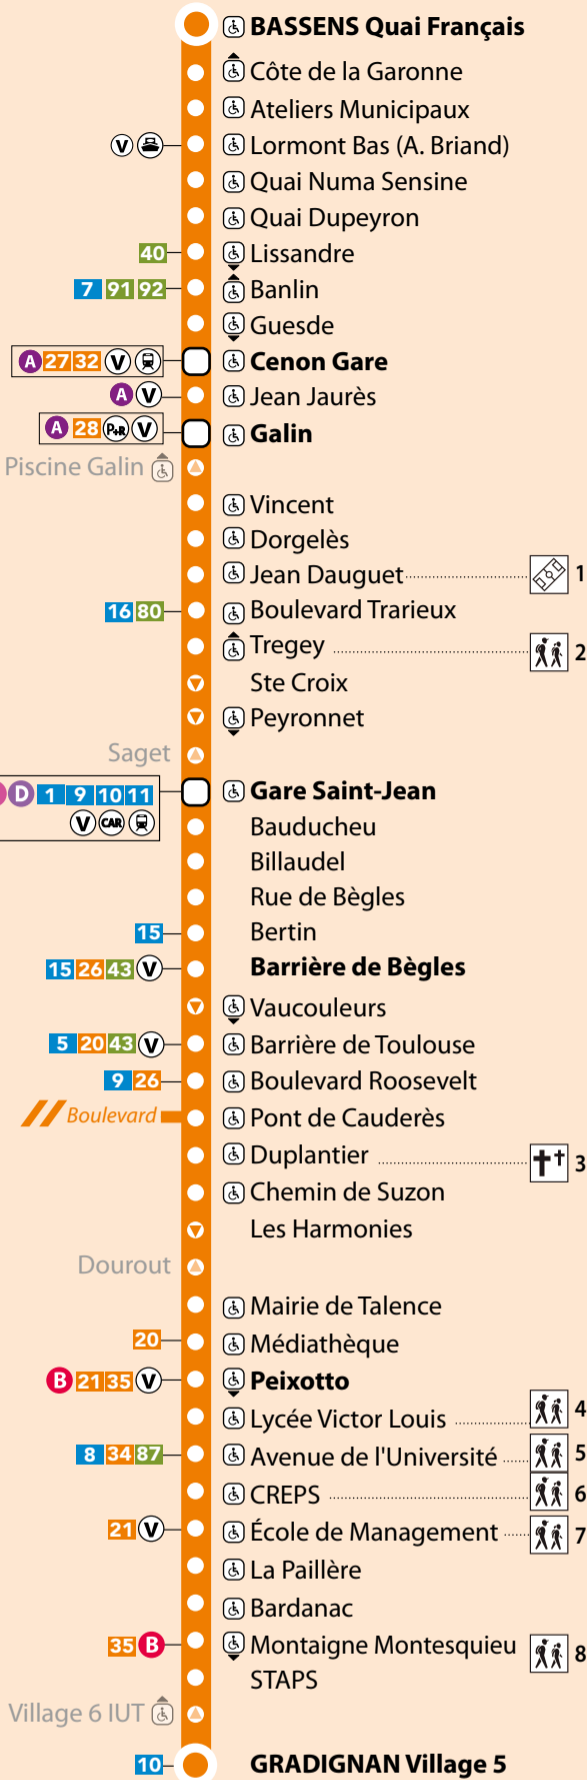 BASSENS Quai Français
Côte de la Garonne
Ateliers Municipaux
V Lormont Bas (A. Briand)
Quai Numa Sensine
Quai Dupeyron
40 Lissandre
7 91 92 Banlin
Guesde
A 27 32 V Cenon Gare
A V Jean Jaurès
A 28 P+R V Galin
Piscine Galin
Vincent
Dorgelès
Jean Dauguet 1
16 80 Boulevard Trarieux
Tregey 2
Ste Croix
Peyronnet
Saget
D 1 9 10 11 Gare Saint-Jean
V CAR Bauducheu
Billaudel
Rue de Bègles
15 Bertin
15 26 43 V Barrière de Bègles
Vaucouleurs
5 20 43 V Barrière de Toulouse
9 26 Boulevard Roosevelt
Boulevard Pont de Cauderès
Duplantier 3
Chemin de Suzon
Les Harmonies
Dourout
Mairie de Talence
20 Médiathèque
B 21 35 V Peixotto
Lycée Victor Louis 4
8 34 87 Avenue de l'Université 5
CREPS 6
21 V École de Management 7
La Paillère
Bardanac
35 B Montaigne Montesquieu 8
STAPS
Village 6 IUT
10 GRADIGNAN Village 5